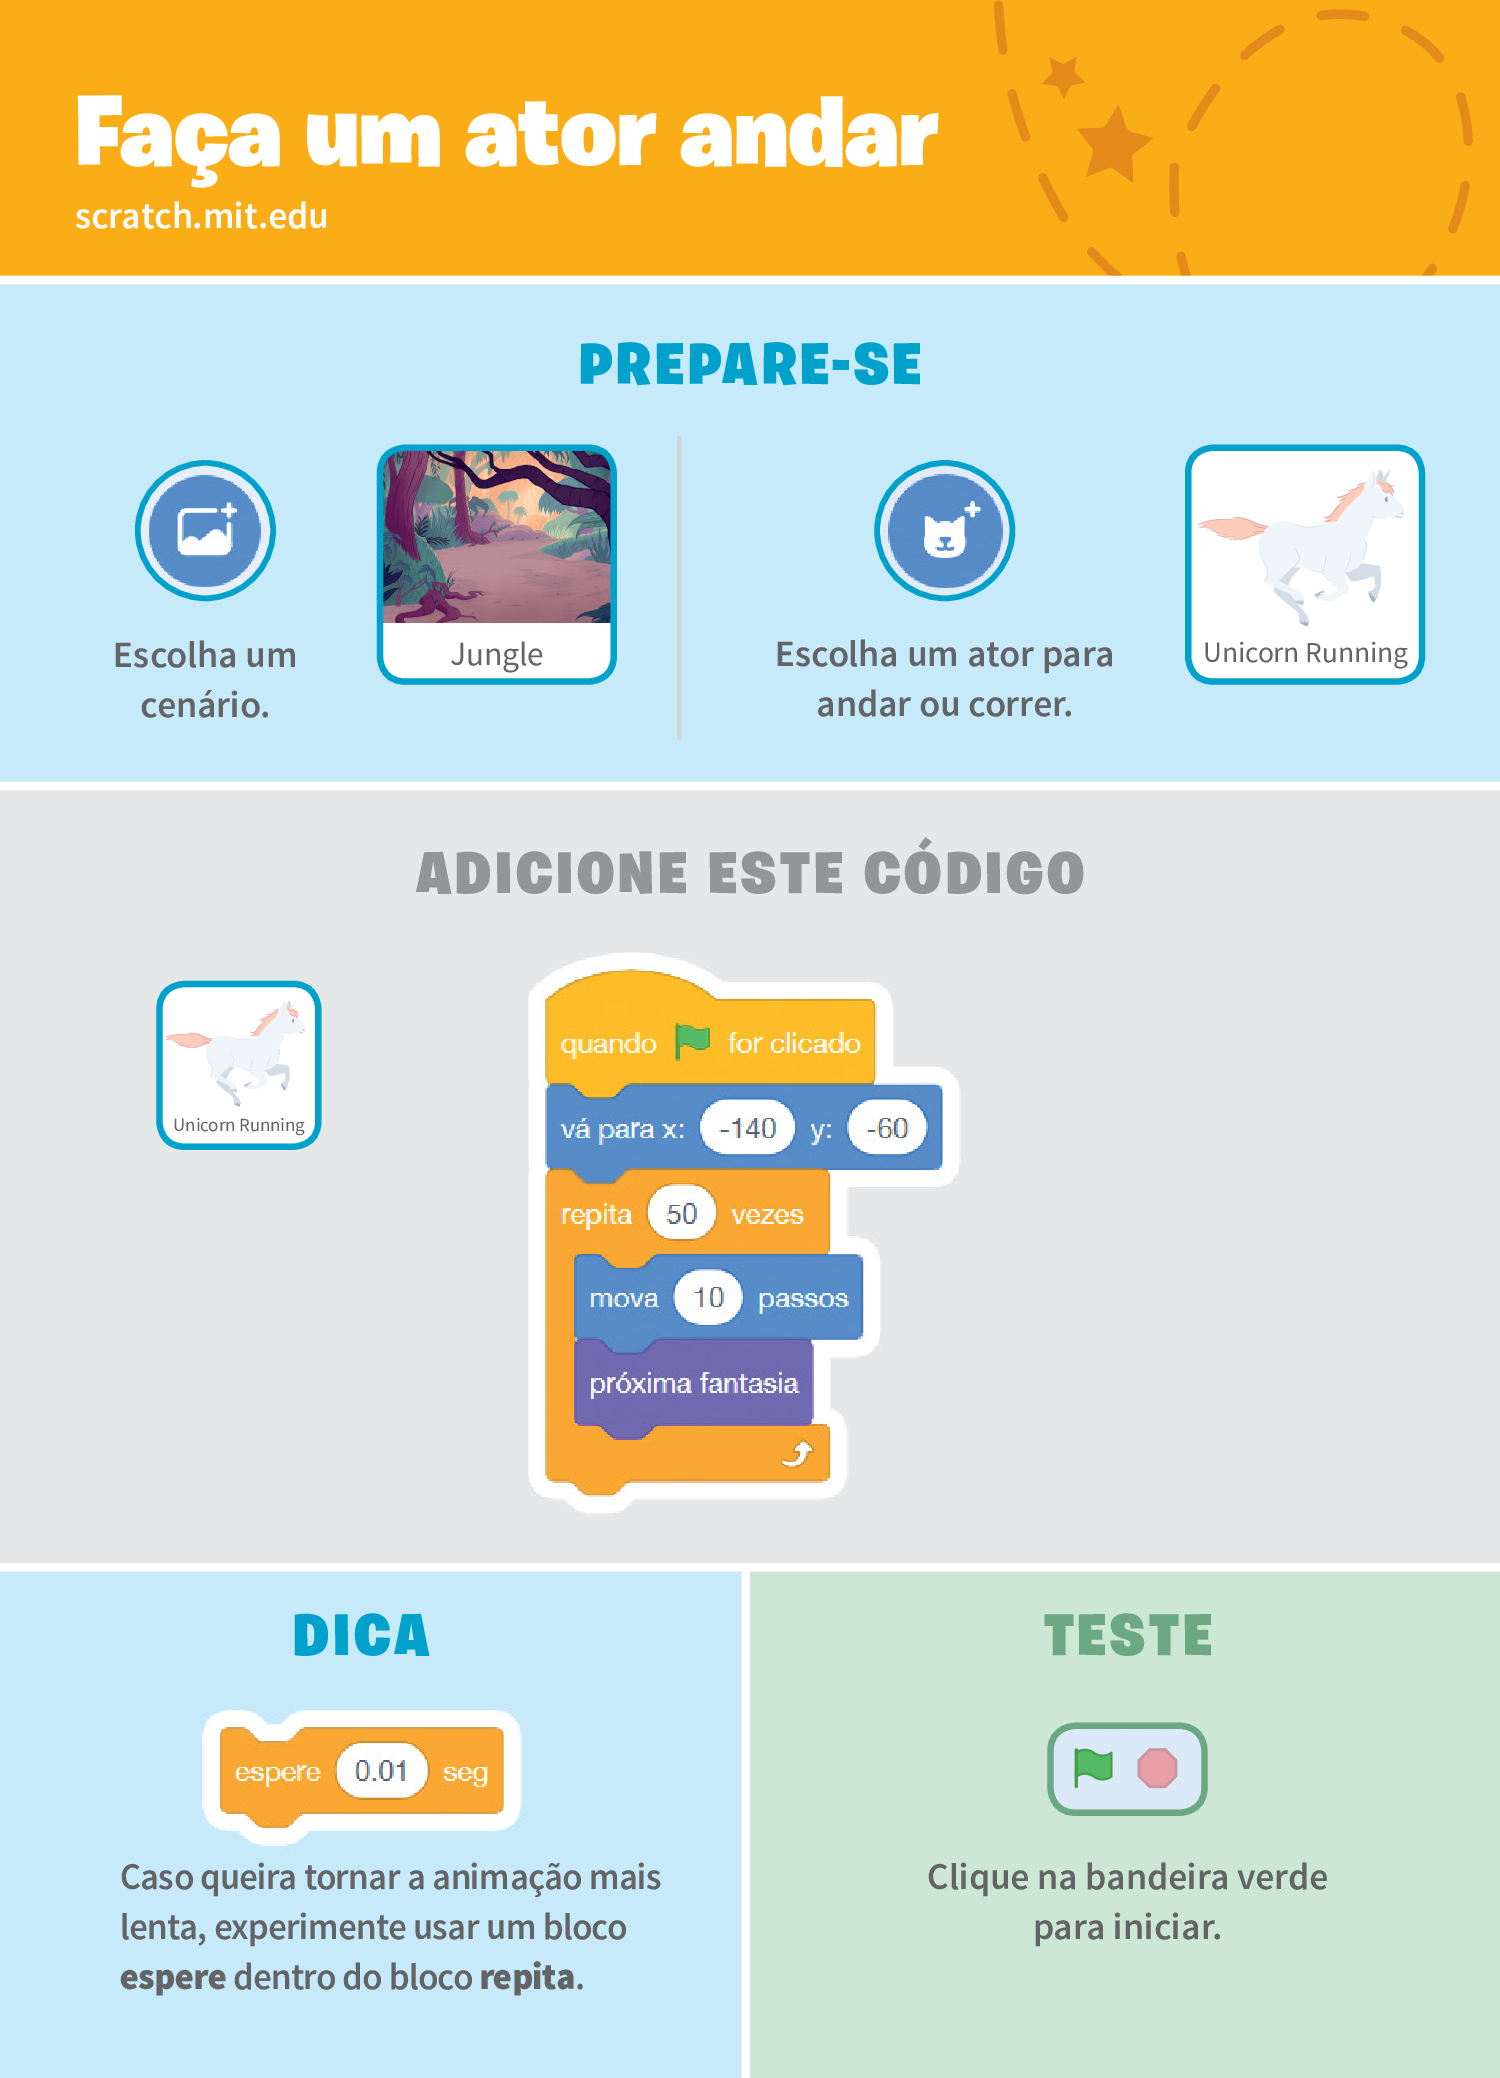 Faça um ator andar
scratch.mit.edu
PREPARE-SE
Escolha um
cenário.
Jungle
Escolha um ator para
andar ou correr.
Unicorn Running
ADICIONE ESTE CÓDIGO
Unicorn Running
quando for clicado
vá para x: -140 y: -60
repita 50 vezes
mova 10 passos
próxima fantasia
DICA
espere 0.01 seg
Caso queira tornar a animação mais
lenta, experimente usar um bloco
espere dentro do bloco repita.
TESTE
Clique na bandeira verde
para iniciar.